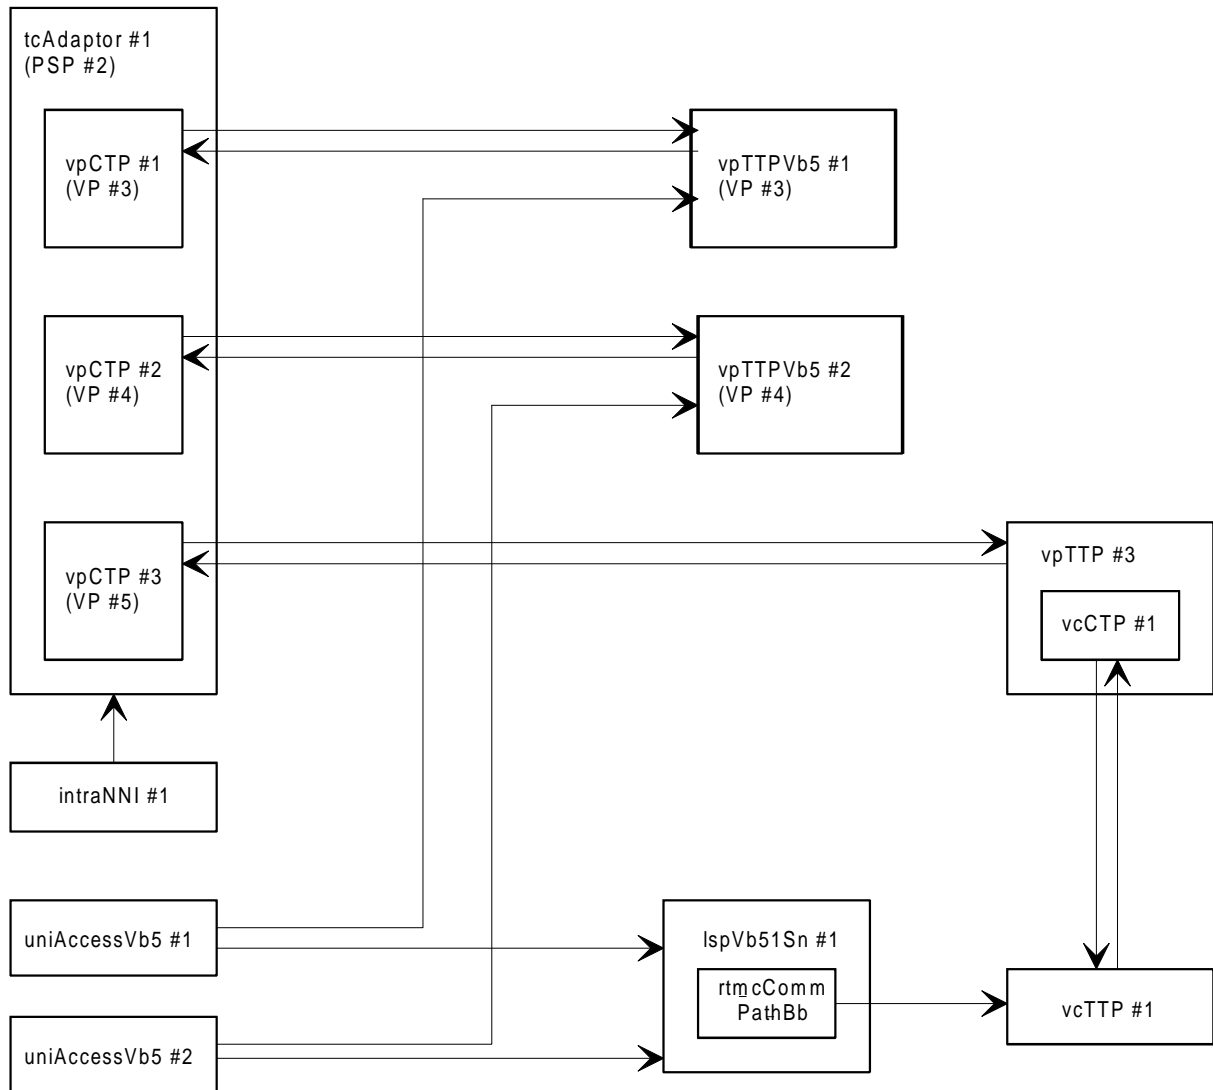 tcAdaptor #1
(PSP #2)
vpCTP #1
(VP #3)
vpTTPVb5 #1
(VP #3)
vpCTP #2
(VP #4)
vpTTPVb5 #2
(VP #4)
vpCTP #3
(VP #5)
vpTTP #3
vcCTP #1
intraNNI #1
uniAccessVb5 #1
lspVb51Sn #1
rtmcComm
PathBb
vcTTP #1
uniAccessVb5 #2